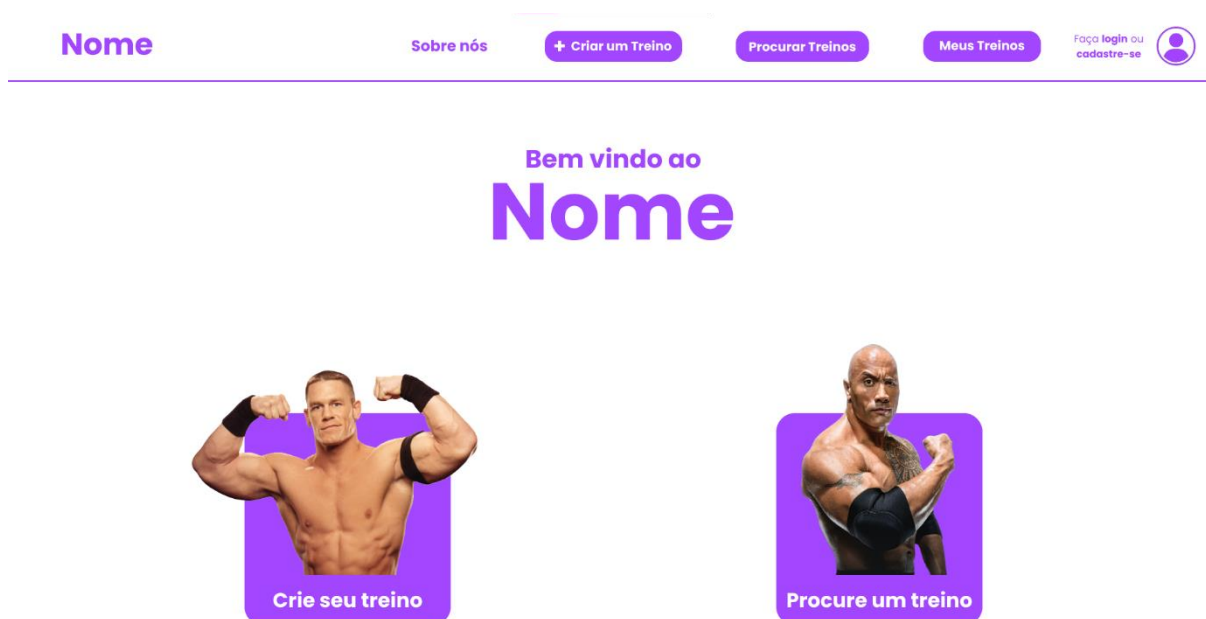 Nome
Sobre nós
+ Criar um Treino
Procurar Treinos
Meus Treinos
Faça login ou
cadastre-se
Bem vindo ao
Nome
Crie seu treino
Procure um treino